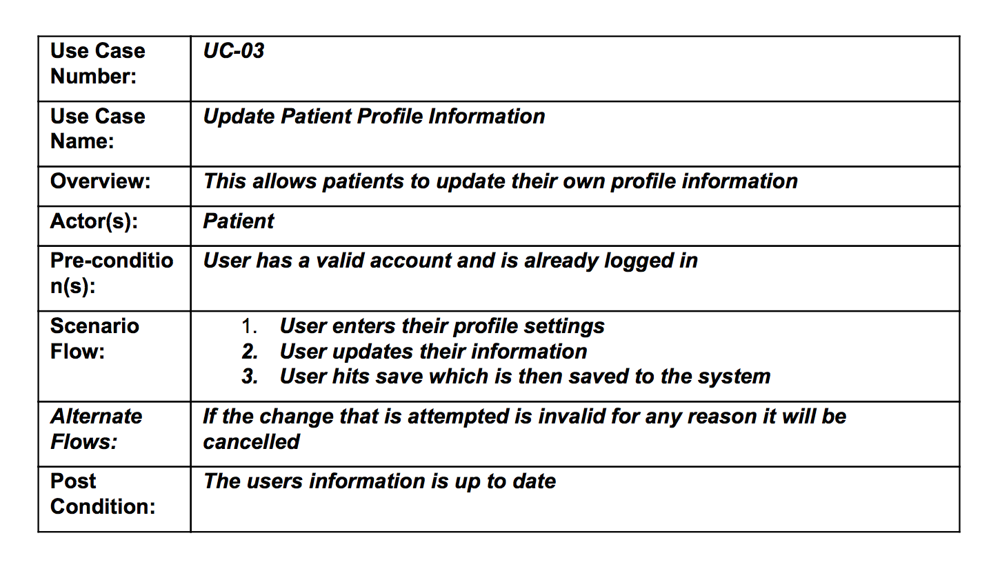 Use Case
Number:
UC-03
Use Case
Name:
Update Patient Profile Information
Overview:
This allows patients to update their own profile information
Actor(s):
Patient
Pre-conditio
n(s):
User has a valid account and is already logged in
Scenario
Flow:
1. User enters their profile settings
2. User updates their information
3. User hits save which is then saved to the system
Alternate
Flows:
If the change that is attempted is invalid for any reason it will be
cancelled
Post
Condition:
The users information is up to date